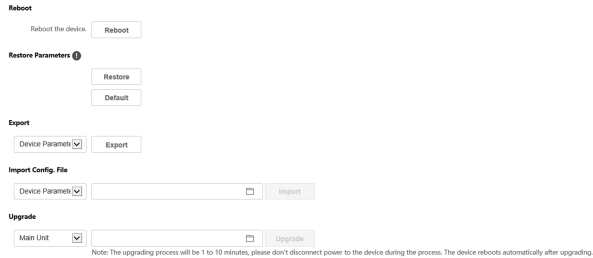 Reboot
Reboot the device. Reboot
Restore Parameters !
Restore
Default
Export
Device Paramete Export
Import Config. File
Device Paramete Import
Upgrade
Main Unit Upgrade
Note: The upgrading process will be 1 to 10 minutes, please don't disconnect power to the device during the process. The device reboots automatically after upgrading.